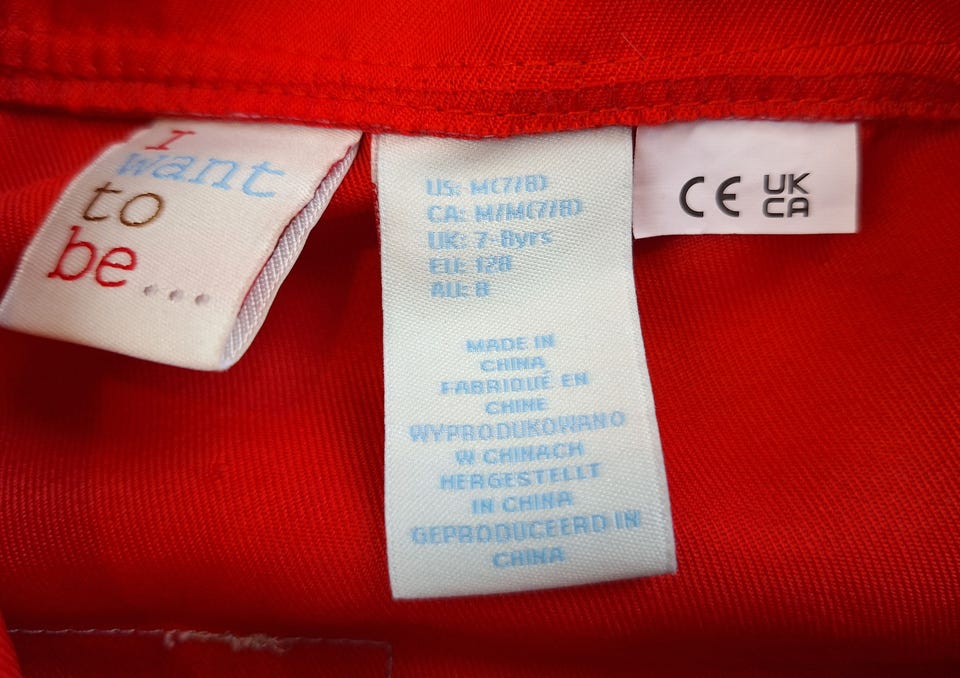 I
want
to
be...
US: M(7/8)
CA: M/M(7/8)
UK: 7-8yrs
EU: 128
AU: 8
MADE IN
CHINA
FABRIQUÉ EN
CHINE
WYPRODUKOWANO
W CHINACH
HERGESTELLT
IN CHINA
GEPRODUCEERD IN
CHINA
CE
UK
CA